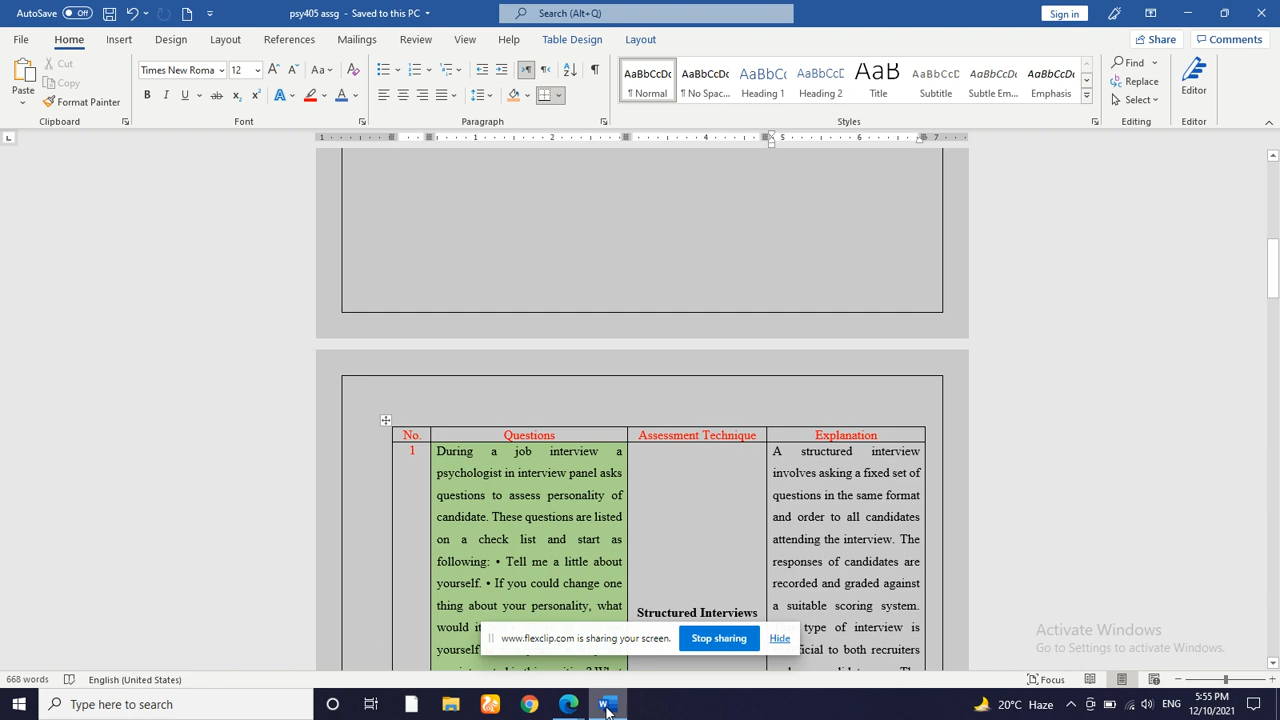 AutoSave Off psy405 assg - Saved to this PC Search (Alt+Q) Sign in
File Home Insert Design Layout References Mailings Review View Help Table Design Layout Share Comments
Paste Cut Copy Format Painter
Times New Roma 12
AaBbCcDc AaBbCcDc AaBbCc AaBbCcD AaB AaBbCcD AaBbCcDc AaBbCcDc
¶ Normal ¶ No Spac... Heading 1 Heading 2 Title Subtitle Subtle Em... Emphasis
Find Replace Select Editor
Clipboard Font Paragraph Styles Editing Editor
1 1 2 4 5 6 7
No. Questions Assessment Technique Explanation
1
During a job interview a
psychologist in interview panel asks
questions to assess personality of
candidate. These questions are listed
on a check list and start as
following: • Tell me a little about
yourself. • If you could change one
thing about your personality, what
would
yourself
Structured Interviews
A structured interview
involves asking a fixed set of
questions in the same format
and order to all candidates
attending the interview. The
responses of candidates are
recorded and graded against
a suitable scoring system.
type of interview is
to both recruiters
www.flexclip.com is sharing your screen. Stop sharing Hide
Activate Windows
Go to Settings to activate Windows.
668 words English (United States) Focus
Type here to search 20°C Haze ENG 5:55 PM
12/10/2021